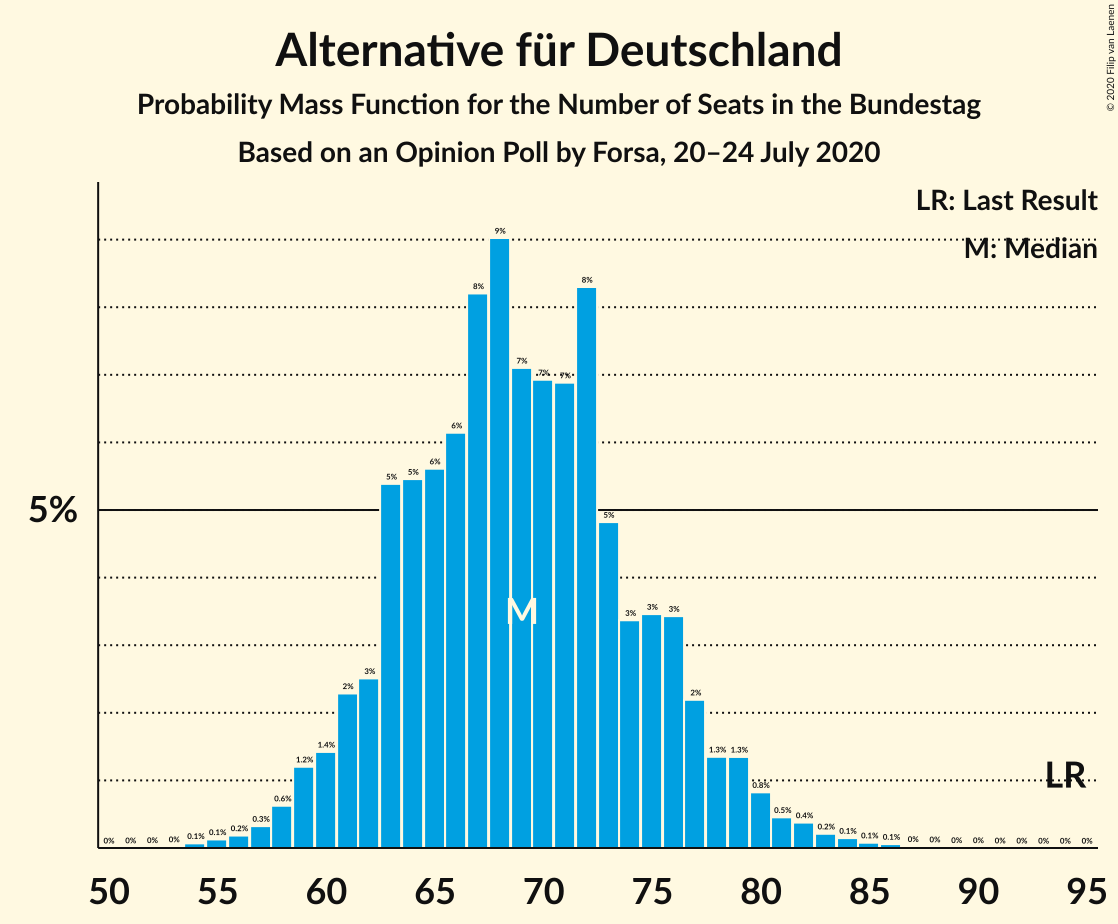 © 2020 Filip van Laenen
Alternative für Deutschland
Probability Mass Function for the Number of Seats in the Bundestag
Based on an Opinion Poll by Forsa, 20–24 July 2020
LR: Last Result
M: Median
5%
0% 0% 0% 0% 0.1% 0.1% 0.2% 0.3% 0.6% 1.2% 1.4% 2% 3% 5% 5% 6% 6% 8% 9% 7% 7% 7% 8% 5% 3% 3% 3% 2% 1.3% 1.3% 0.8% 0.5% 0.4% 0.2% 0.1% 0.1% 0.1% 0% 0% 0% 0% 0% 0% 0% 0% 0%
M
LR
50 55 60 65 70 75 80 85 90 95